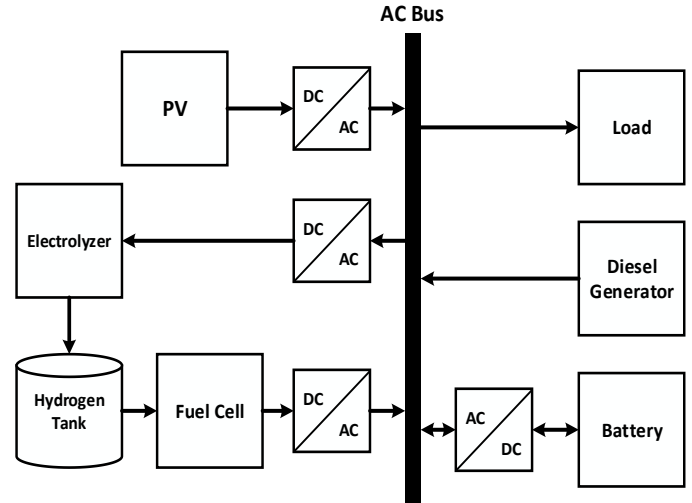 AC Bus
PV
DC
AC
Load
Electrolyzer
DC
AC
Diesel
Generator
Hydrogen
Tank
Fuel Cell
DC
AC
AC
DC
Battery